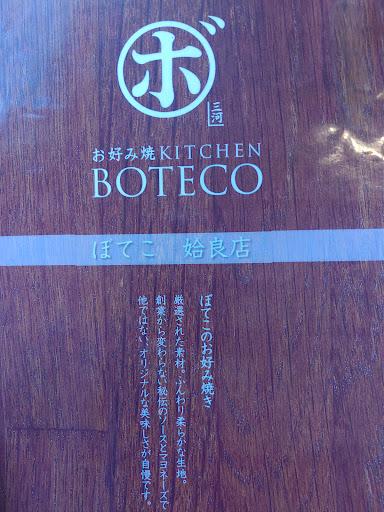 ボ
三河
お好み焼KITCHEN
BOTECO
ぼてこ 姶良店
ぼてこのお好み焼き
厳選された素材。ふんわり柔らかな生地。
創業から変わらない秘伝のソースとマヨネーズで
他ではない、オリジナルな美味しさが自慢です。